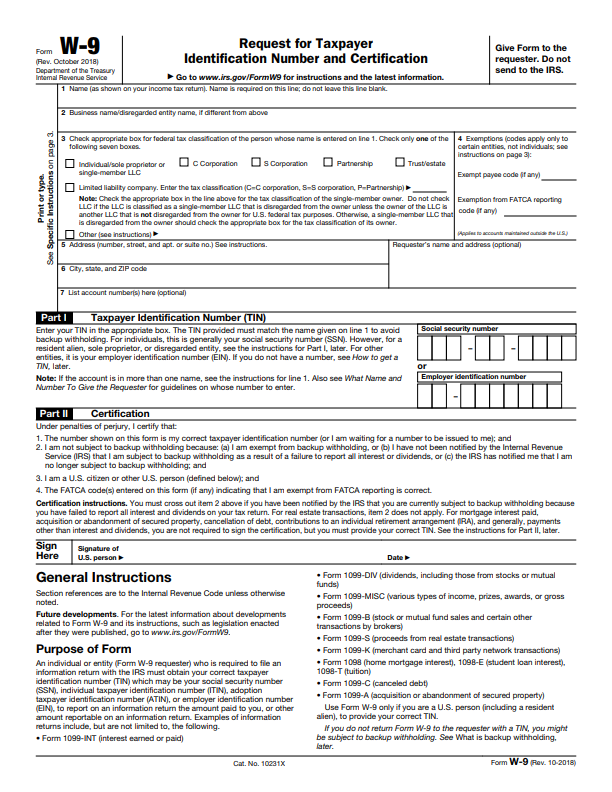 Form W-9
(Rev. October 2018)
Department of the Treasury
Internal Revenue Service
Request for Taxpayer
Identification Number and Certification
▶ Go to www.irs.gov/FormW9 for instructions and the latest information.
Give Form to the
requester. Do not
send to the IRS.
Print or type.
See Specific Instructions on page 3.
1 Name (as shown on your income tax return). Name is required on this line; do not leave this line blank.
2 Business name/disregarded entity name, if different from above
3 Check appropriate box for federal tax classification of the person whose name is entered on line 1. Check only one of the
following seven boxes.
Individual/sole proprietor or
single-member LLC
C Corporation
S Corporation
Partnership
Trust/estate
Limited liability company. Enter the tax classification (C=C corporation, S=S corporation, P=Partnership) ▶
Note: Check the appropriate box in the line above for the tax classification of the single-member owner. Do not check
LLC if the LLC is classified as a single-member LLC that is disregarded from the owner unless the owner of the LLC is
another LLC that is not disregarded from the owner for U.S. federal tax purposes. Otherwise, a single-member LLC that
is disregarded from the owner should check the appropriate box for the tax classification of its owner.
Other (see instructions) ▶
4 Exemptions (codes apply only to
certain entities, not individuals; see
instructions on page 3):
Exempt payee code (if any)
Exemption from FATCA reporting
code (if any)
(Applies to accounts maintained outside the U.S.)
5 Address (number, street, and apt. or suite no.) See instructions.
Requester's name and address (optional)
6 City, state, and ZIP code
7 List account number(s) here (optional)
Part I Taxpayer Identification Number (TIN)
Enter your TIN in the appropriate box. The TIN provided must match the name given on line 1 to avoid
backup withholding. For individuals, this is generally your social security number (SSN). However, for a
resident alien, sole proprietor, or disregarded entity, see the instructions for Part I, later. For other
entities, it is your employer identification number (EIN). If you do not have a number, see How to get a
TIN, later.
Note: If the account is in more than one name, see the instructions for line 1. Also see What Name and
Number To Give the Requester for guidelines on whose number to enter.
Social security number
– –
or
Employer identification number
–
Part II Certification
Under penalties of perjury, I certify that:
1. The number shown on this form is my correct taxpayer identification number (or I am waiting for a number to be issued to me); and
2. I am not subject to backup withholding because: (a) I am exempt from backup withholding, or (b) I have not been notified by the Internal Revenue
Service (IRS) that I am subject to backup withholding as a result of a failure to report all interest or dividends, or (c) the IRS has notified me that I am
no longer subject to backup withholding; and
3. I am a U.S. citizen or other U.S. person (defined below); and
4. The FATCA code(s) entered on this form (if any) indicating that I am exempt from FATCA reporting is correct.
Certification instructions. You must cross out item 2 above if you have been notified by the IRS that you are currently subject to backup withholding because
you have failed to report all interest and dividends on your tax return. For real estate transactions, item 2 does not apply. For mortgage interest paid,
acquisition or abandonment of secured property, cancellation of debt, contributions to an individual retirement arrangement (IRA), and generally, payments
other than interest and dividends, you are not required to sign the certification, but you must provide your correct TIN. See the instructions for Part II, later.
Sign
Here
Signature of
U.S. person ▶
Date ▶
General Instructions
Section references are to the Internal Revenue Code unless otherwise
noted.
Future developments. For the latest information about developments
related to Form W-9 and its instructions, such as legislation enacted
after they were published, go to www.irs.gov/FormW9.
Purpose of Form
An individual or entity (Form W-9 requester) who is required to file an
information return with the IRS must obtain your correct taxpayer
identification number (TIN) which may be your social security number
(SSN), individual taxpayer identification number (ITIN), adoption
taxpayer identification number (ATIN), or employer identification number
(EIN), to report on an information return the amount paid to you, or other
amount reportable on an information return. Examples of information
returns include, but are not limited to, the following.
• Form 1099-INT (interest earned or paid)
• Form 1099-DIV (dividends, including those from stocks or mutual
funds)
• Form 1099-MISC (various types of income, prizes, awards, or gross
proceeds)
• Form 1099-B (stock or mutual fund sales and certain other
transactions by brokers)
• Form 1099-S (proceeds from real estate transactions)
• Form 1099-K (merchant card and third party network transactions)
• Form 1098 (home mortgage interest), 1098-E (student loan interest),
1098-T (tuition)
• Form 1099-C (canceled debt)
• Form 1099-A (acquisition or abandonment of secured property)
Use Form W-9 only if you are a U.S. person (including a resident
alien), to provide your correct TIN.
If you do not return Form W-9 to the requester with a TIN, you might
be subject to backup withholding. See What is backup withholding,
later.
Cat. No. 10231X
Form W-9 (Rev. 10-2018)